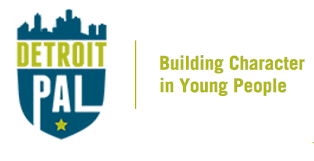 DETROIT
PAL
Building Character
in Young People